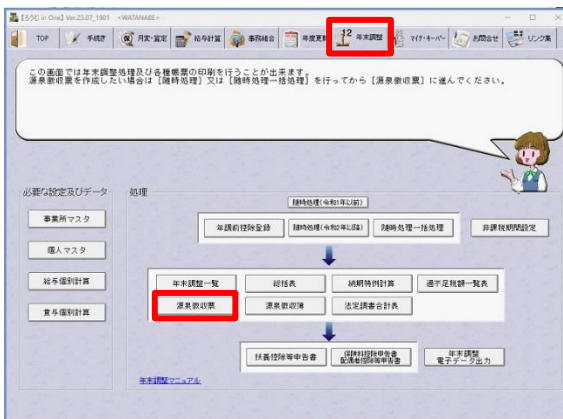 【ろうむ in One】 Ver.23.07_1901 <WATANABE>
TOP 手続き 月変・算定 給与計算 事務組合 年度更新 年末調整 マイナ・ーバー お問合せ リンク集
この画面では年末調整処理及び各種帳票の印刷を行うことが出来ます。
源泉徴収票を作成したい場合は［随時処理］又は［随時処理一括処理］を行ってから［源泉徴収票］に進んでください。
必要な設定及びデータ
処理
事業所マスタ
個人マスタ
給与個別計算
賞与個別計算
随時処理(令和1年以前)
年調前控除登録 随時処理(令和2年以降) 随時処理一括処理 非課税期間設定
年末調整一覧 総括表 納期特例計算 過不足税額一覧表
源泉徴収票 源泉徴収簿 法定調書合計表
扶養控除等申告書 保険料控除申告書
配偶者控除等申告書 年末調整
電子データ出力
年末調整マニュアル